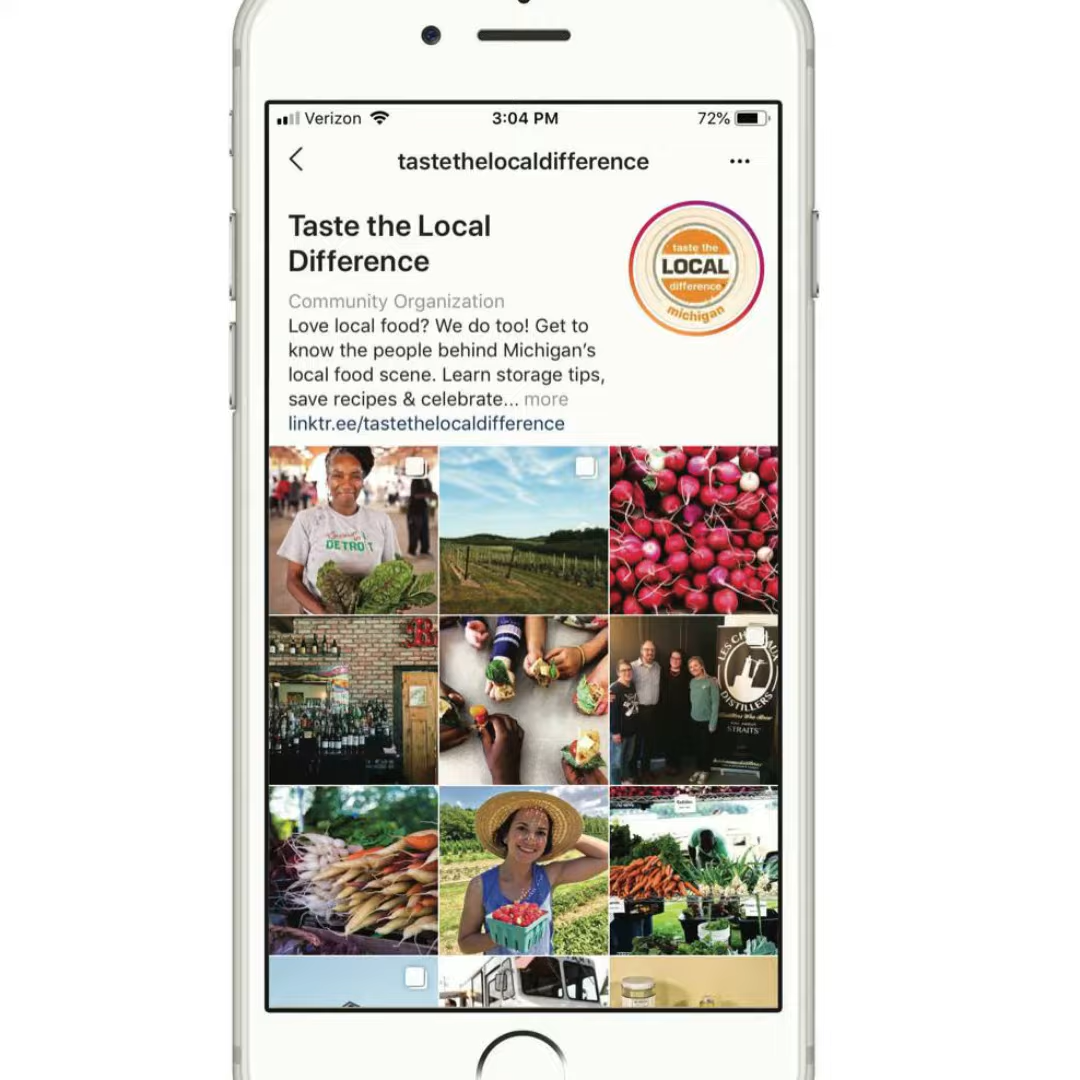 Verizon 3:04 PM 72%
tastethelocaldifference
Taste the Local
Difference
taste the
LOCAL
difference
michigan
Community Organization
Love local food? We do too! Get to
know the people behind Michigan’s
local food scene. Learn storage tips,
save recipes & celebrate... more
linktr.ee/tastethelocaldifference
DETROIT
B
DISTILLERS
STRAITS